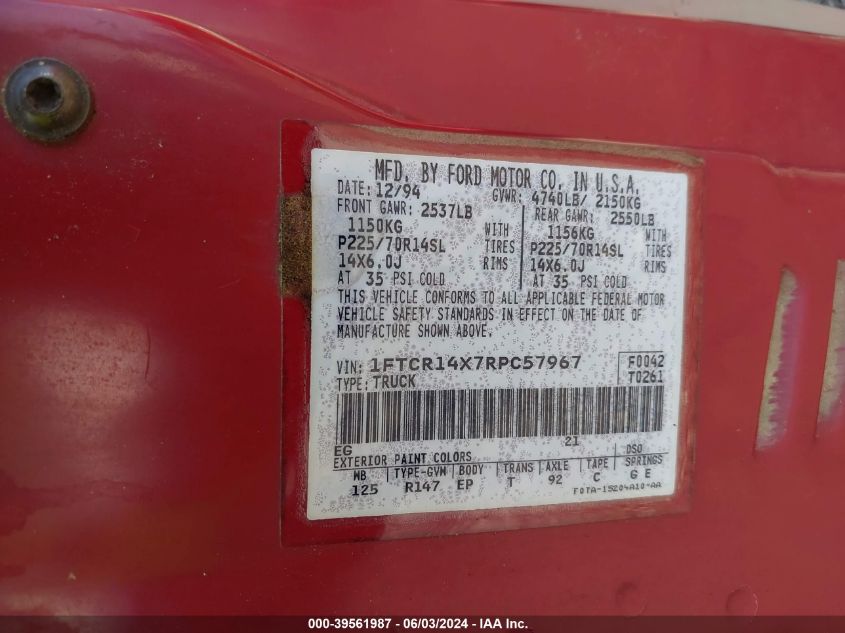 MFD. BY FORD MOTOR CO. IN U.S.A.
DATE: 12/94 GVWR: 4740LB/ 2150KG
FRONT GAWR: 2537LB REAR GAWR: 2550LB
1150KG WITH 1156KG WITH
P225/70R14SL TIRES P225/70R14SL TIRES
14X6.0J RIMS 14X6.0J RIMS
AT 35 PSI COLD AT 35 PSI COLD
THIS VEHICLE CONFORMS TO ALL APPLICABLE FEDERAL MOTOR
VEHICLE SAFETY STANDARDS IN EFFECT ON THE DATE OF
MANUFACTURE SHOWN ABOVE.
VIN: 1FTCR14X7RPC57967 F0042
TYPE: TRUCK T0261
EG 21
EXTERIOR PAINT COLORS DSO
WB TYPE-GVM BODY TRANS AXLE TAPE SPRINGS
125 R147 EP T 92 C G E
F0TA-15204A10-AA
000-39561987 - 06/03/2024 - IAA Inc.